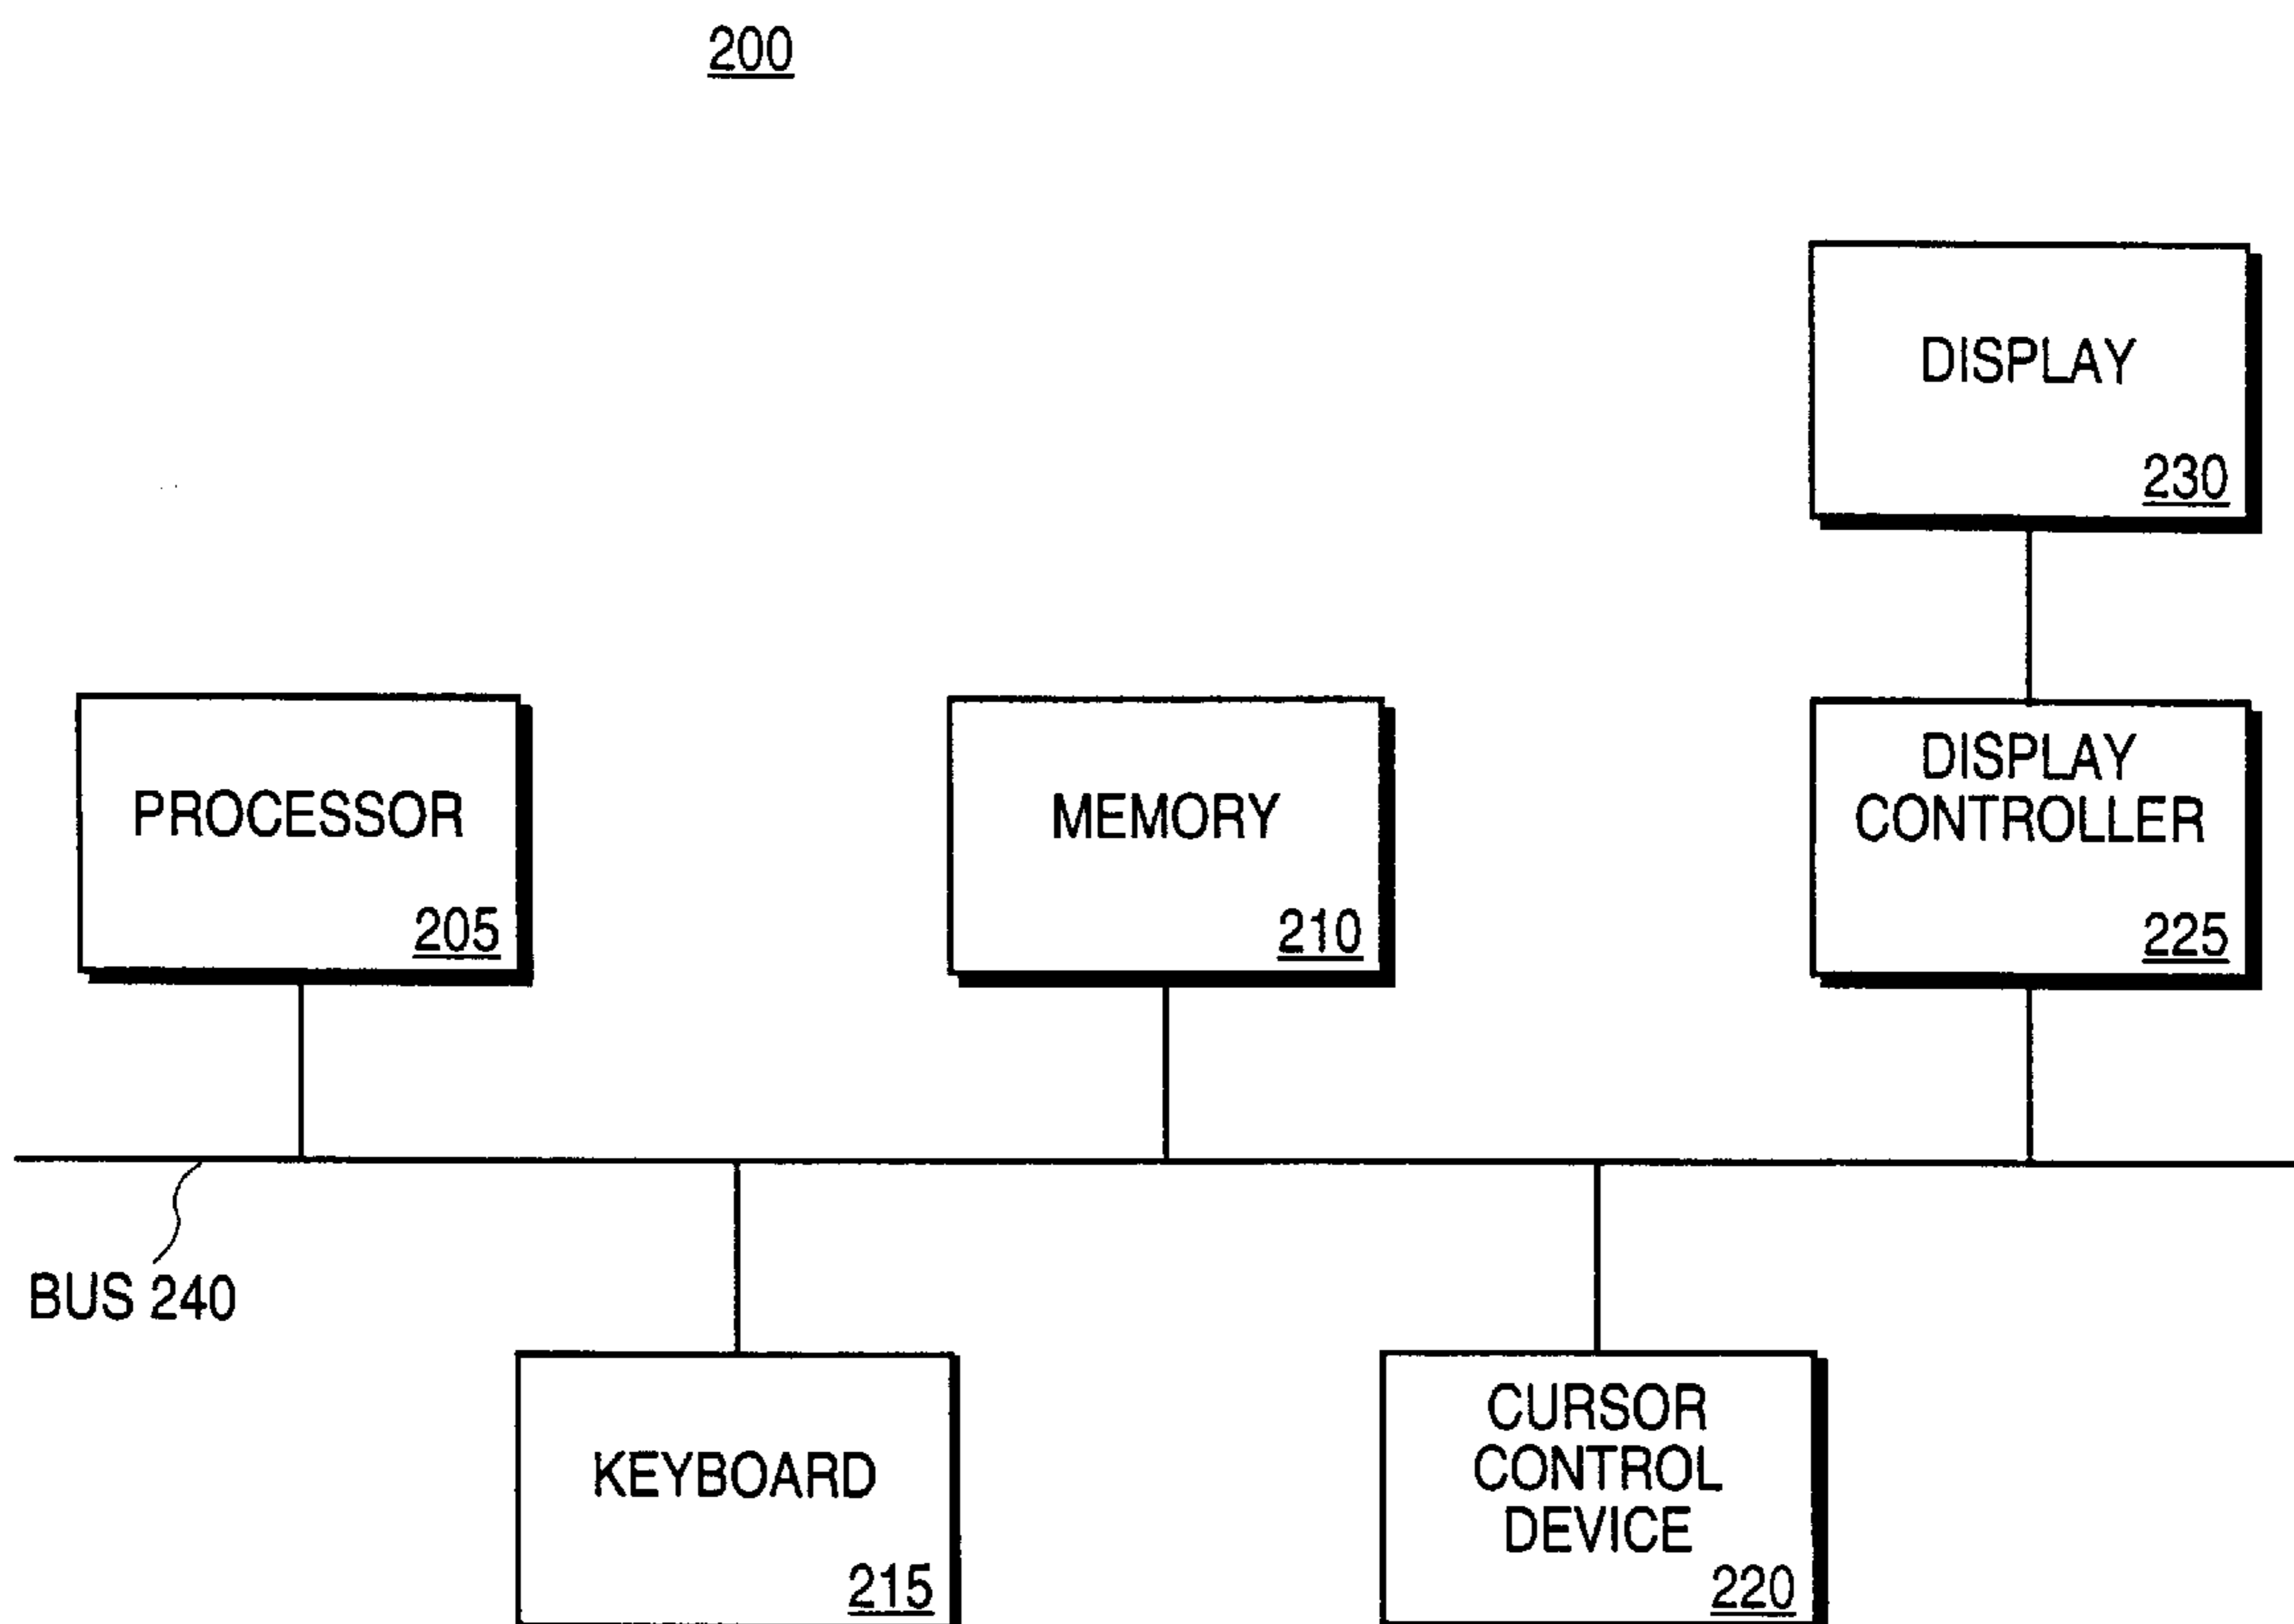 200
DISPLAY
230
PROCESSOR
205
MEMORY
210
DISPLAY
CONTROLLER
225
BUS 240
KEYBOARD
215
CURSOR
CONTROL
DEVICE
220